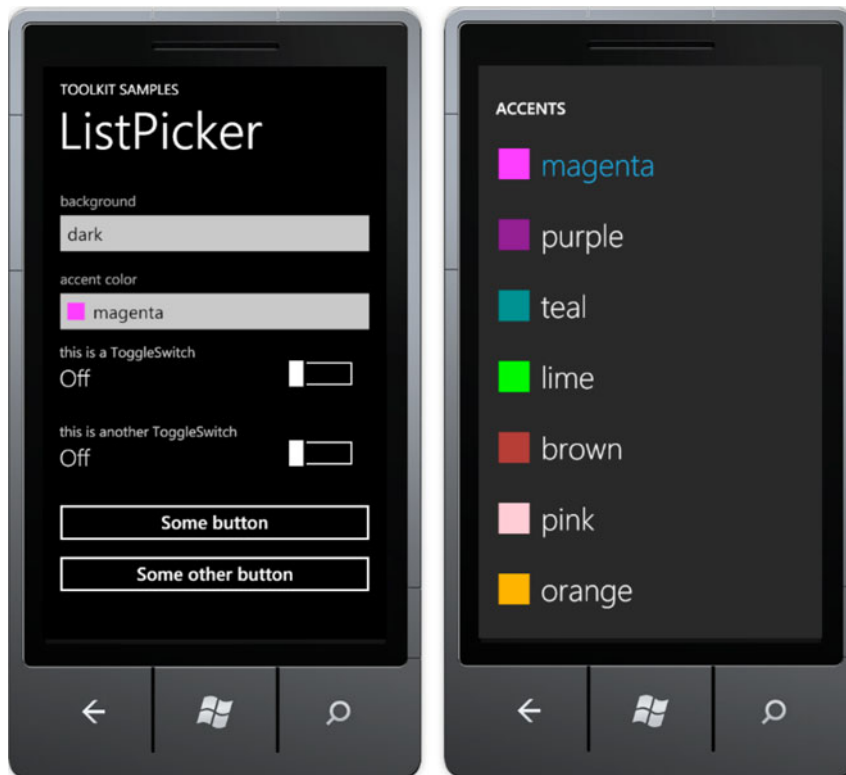 TOOLKIT SAMPLES
ListPicker
background
dark
accent color
magenta
this is a ToggleSwitch
Off
this is another ToggleSwitch
Off
Some button
Some other button
ACCENTS
magenta
purple
teal
lime
brown
pink
orange